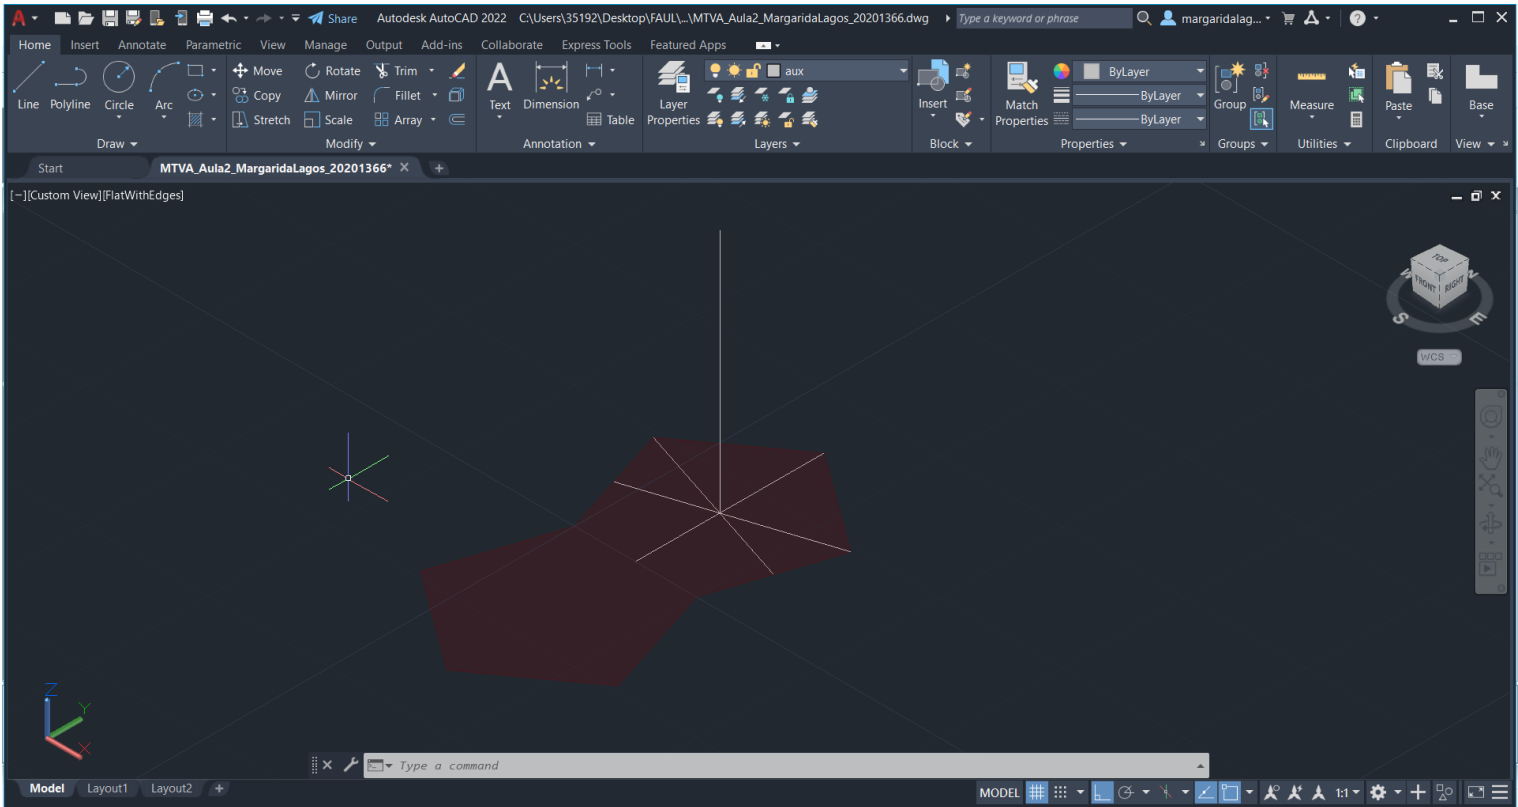 A Share Autodesk AutoCAD 2022 C:\Users\35192\Desktop\FAUL\...\MTVA_Aula2_MargaridaLagos_20201366.dwg Type a keyword or phrase margaridalag...
Home Insert Annotate Parametric View Manage Output Add-ins Collaborate Express Tools Featured Apps
Line Polyline Circle Arc
Move Rotate Trim
Copy Mirror Fillet
Stretch Scale Array
Text Dimension Table
Layer Properties aux
Insert
Match Properties ByLayer
ByLayer
ByLayer
Group Measure Paste Base
Draw Modify Annotation Layers Block Properties Groups Utilities Clipboard View
Start MTVA_Aula2_MargaridaLagos_20201366*
[−][Custom View][FlatWithEdges]
TOP
W N
FRONT RIGHT
S E
WCS
Z
Y
X
Type a command
Model Layout1 Layout2 MODEL 1:1